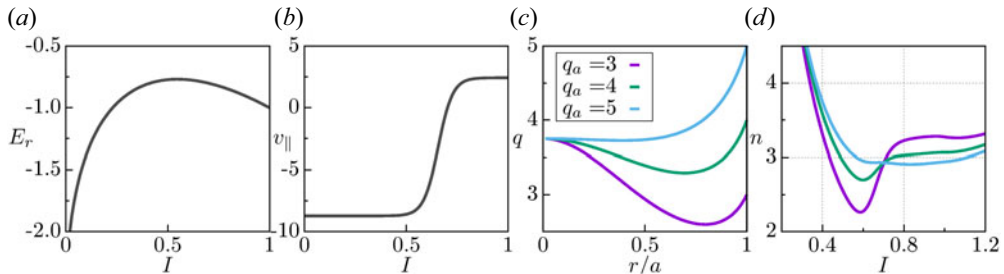 (a) (b) (c) (d)
-0.5
-1.0
-1.5
-2.0
E_r
0 0.5 1
I
5
0
-5
-10
v_∥
0 0.5 1
I
5
4
3
q
q_a =3
q_a =4
q_a =5
0 0.5 1
r/a
4
3
2
n
0.4 0.8 1.2
I